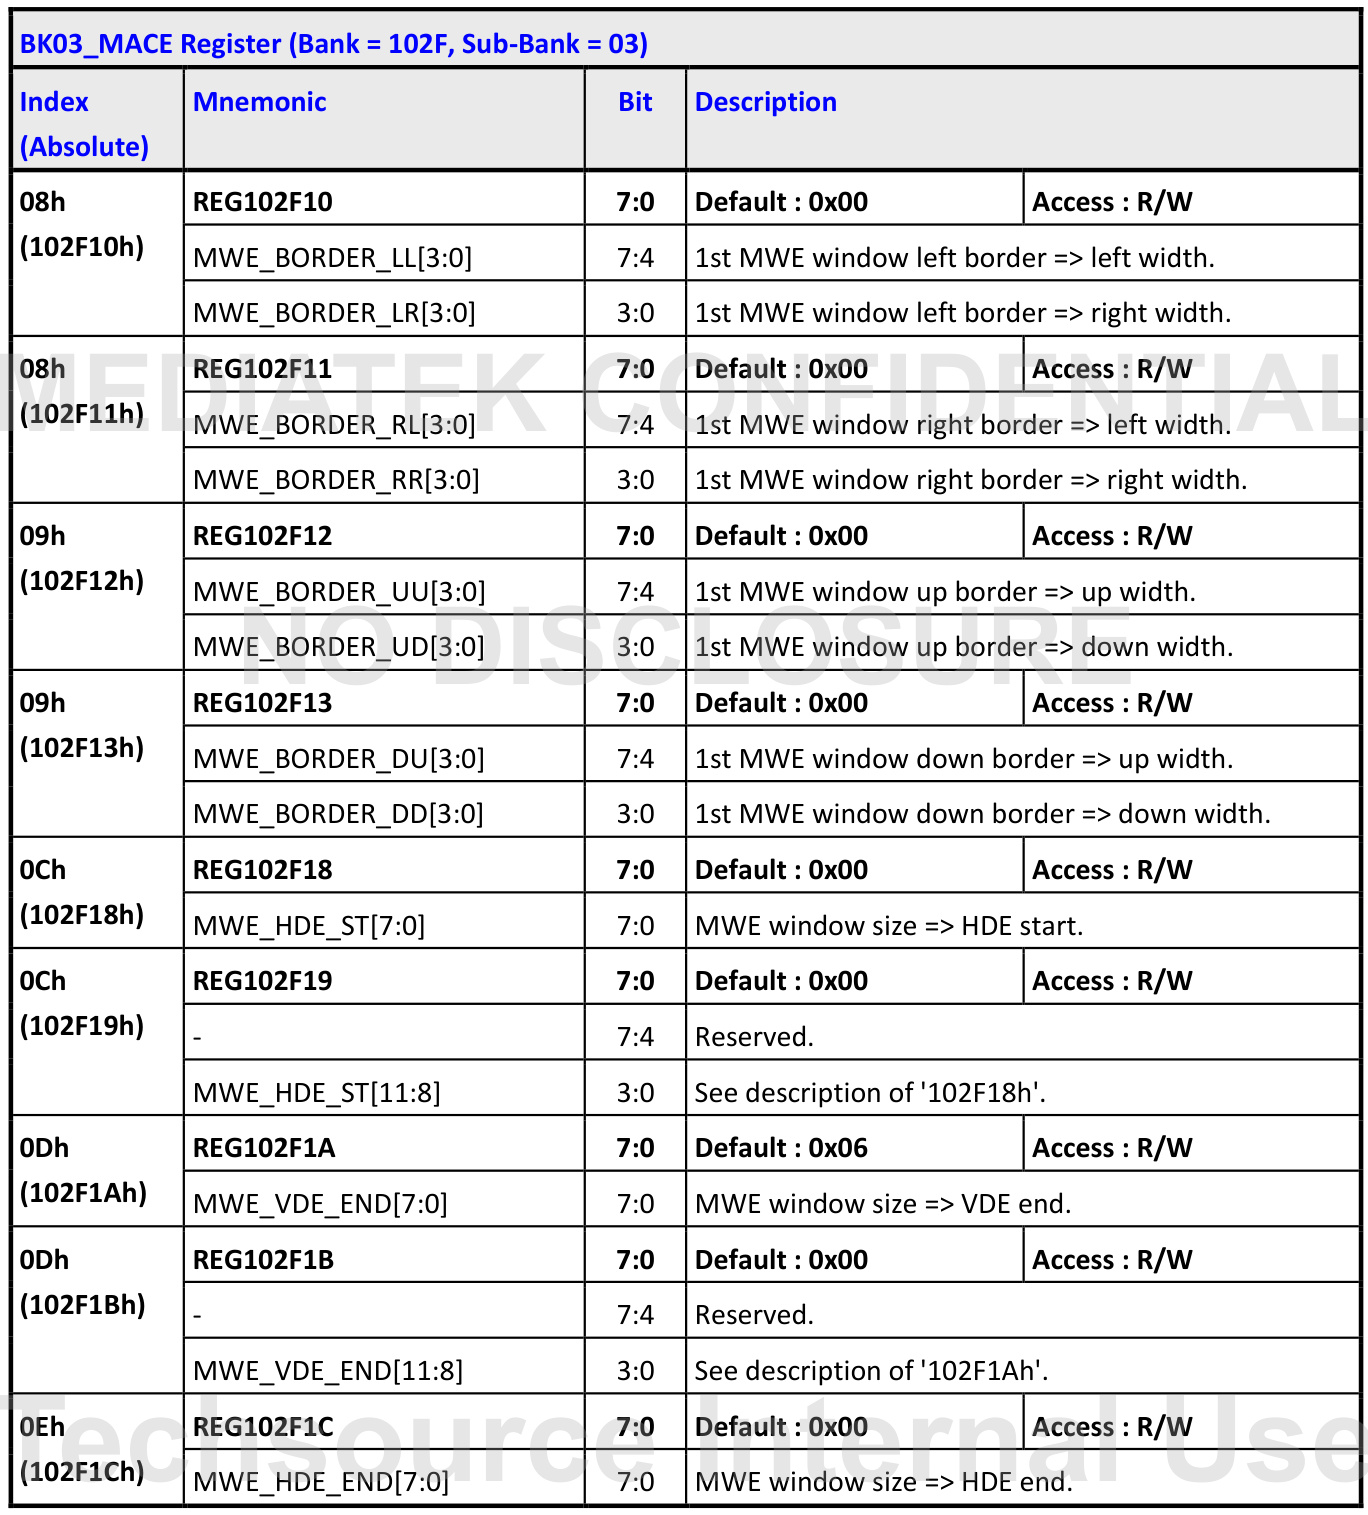 BK03_MACE Register (Bank = 102F, Sub-Bank = 03)
Index (Absolute) Mnemonic Bit Description
08h (102F10h) REG102F10 7:0 Default : 0x00 Access : R/W
MWE_BORDER_LL[3:0] 7:4 1st MWE window left border => left width.
MWE_BORDER_LR[3:0] 3:0 1st MWE window left border => right width.
MEDIATEK CONFIDENTIAL
08h (102F11h) REG102F11 7:0 Default : 0x00 Access : R/W
MWE_BORDER_RL[3:0] 7:4 1st MWE window right border => left width.
MWE_BORDER_RR[3:0] 3:0 1st MWE window right border => right width.
09h (102F12h) REG102F12 7:0 Default : 0x00 Access : R/W
MWE_BORDER_UU[3:0] 7:4 1st MWE window up border => up width.
NO DISCLOSURE
MWE_BORDER_UD[3:0] 3:0 1st MWE window up border => down width.
09h (102F13h) REG102F13 7:0 Default : 0x00 Access : R/W
MWE_BORDER_DU[3:0] 7:4 1st MWE window down border => up width.
MWE_BORDER_DD[3:0] 3:0 1st MWE window down border => down width.
0Ch (102F18h) REG102F18 7:0 Default : 0x00 Access : R/W
MWE_HDE_ST[7:0] 7:0 MWE window size => HDE start.
0Ch (102F19h) REG102F19 7:0 Default : 0x00 Access : R/W
- 7:4 Reserved.
MWE_HDE_ST[11:8] 3:0 See description of '102F18h'.
0Dh (102F1Ah) REG102F1A 7:0 Default : 0x06 Access : R/W
MWE_VDE_END[7:0] 7:0 MWE window size => VDE end.
0Dh (102F1Bh) REG102F1B 7:0 Default : 0x00 Access : R/W
- 7:4 Reserved.
MWE_VDE_END[11:8] 3:0 See description of '102F1Ah'.
Techsource Internal Use
0Eh (102F1Ch) REG102F1C 7:0 Default : 0x00 Access : R/W
MWE_HDE_END[7:0] 7:0 MWE window size => HDE end.